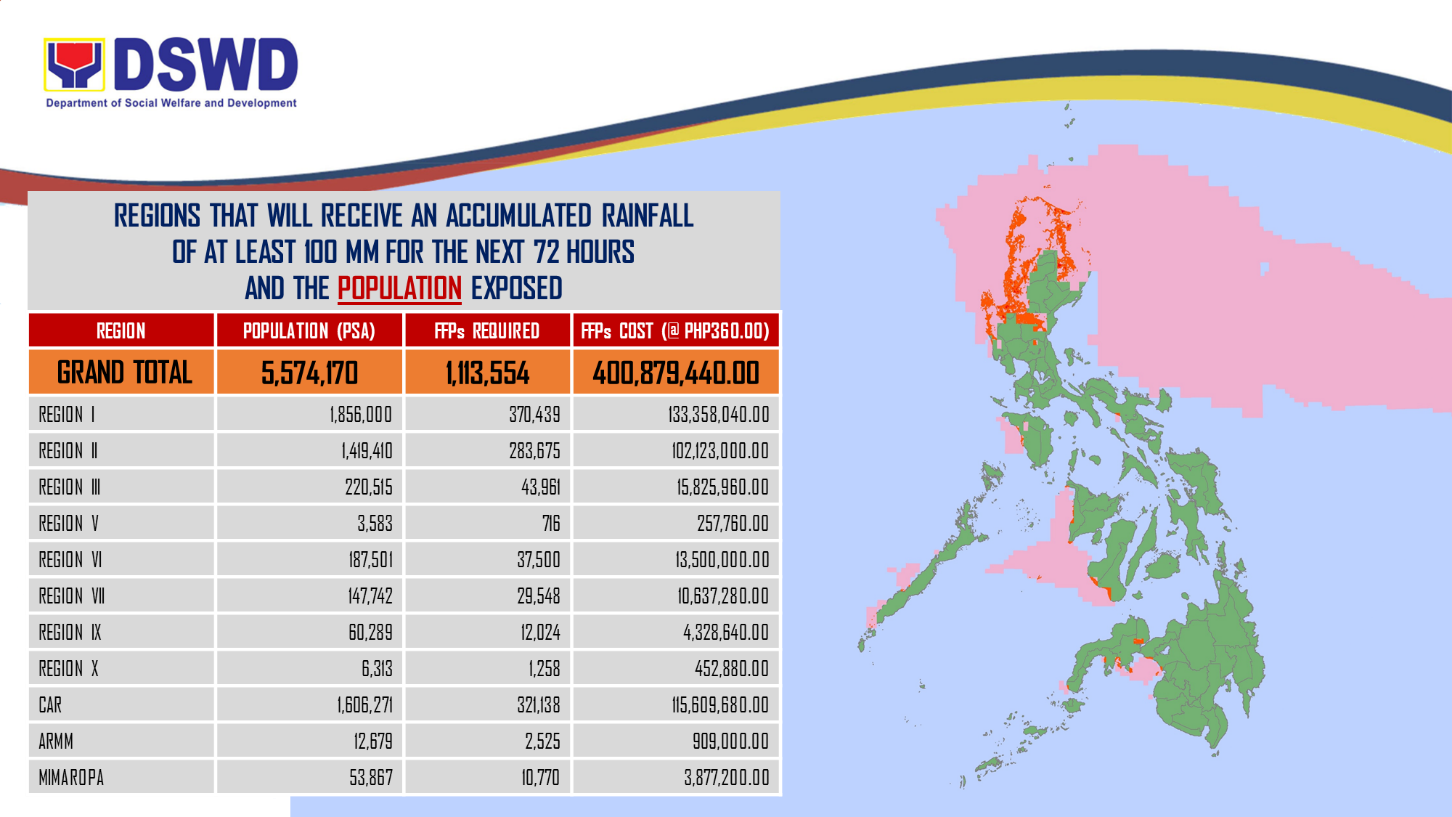 DSWD
Department of Social Welfare and Development
REGIONS THAT WILL RECEIVE AN ACCUMULATED RAINFALL
OF AT LEAST 100 MM FOR THE NEXT 72 HOURS
AND THE POPULATION EXPOSED
REGION POPULATION (PSA) FFPs REQUIRED FFPs COST (@ PHP360.00)
GRAND TOTAL 5,574,170 1,113,554 400,879,440.00
REGION I 1,856,000 370,439 133,358,040.00
REGION II 1,419,410 283,675 102,123,000.00
REGION III 220,515 43,961 15,825,960.00
REGION V 3,583 716 257,760.00
REGION VI 187,501 37,500 13,500,000.00
REGION VII 147,742 29,548 10,637,280.00
REGION IX 60,289 12,024 4,328,640.00
REGION X 6,313 1,258 452,880.00
CAR 1,606,271 321,138 115,609,680.00
ARMM 12,679 2,525 909,000.00
MIMAROPA 53,867 10,770 3,877,200.00